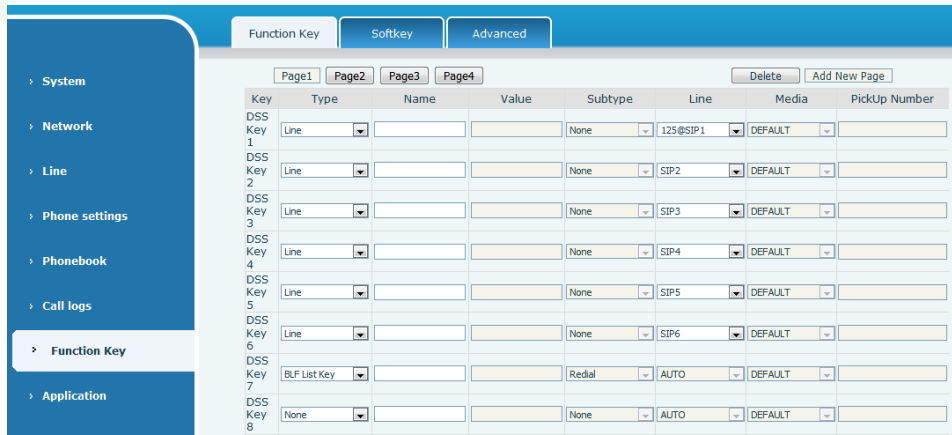 Function Key Softkey Advanced
› System
› Network
› Line
› Phone settings
› Phonebook
› Call logs
› Function Key
› Application
Page1 Page2 Page3 Page4 Delete Add New Page
Key Type Name Value Subtype Line Media PickUp Number
DSS Key 1 Line None 125@SIP1 DEFAULT
DSS Key 2 Line None SIP2 DEFAULT
DSS Key 3 Line None SIP3 DEFAULT
DSS Key 4 Line None SIP4 DEFAULT
DSS Key 5 Line None SIP5 DEFAULT
DSS Key 6 Line None SIP6 DEFAULT
DSS Key 7 BLF List Key Redial AUTO DEFAULT
DSS Key 8 None None AUTO DEFAULT